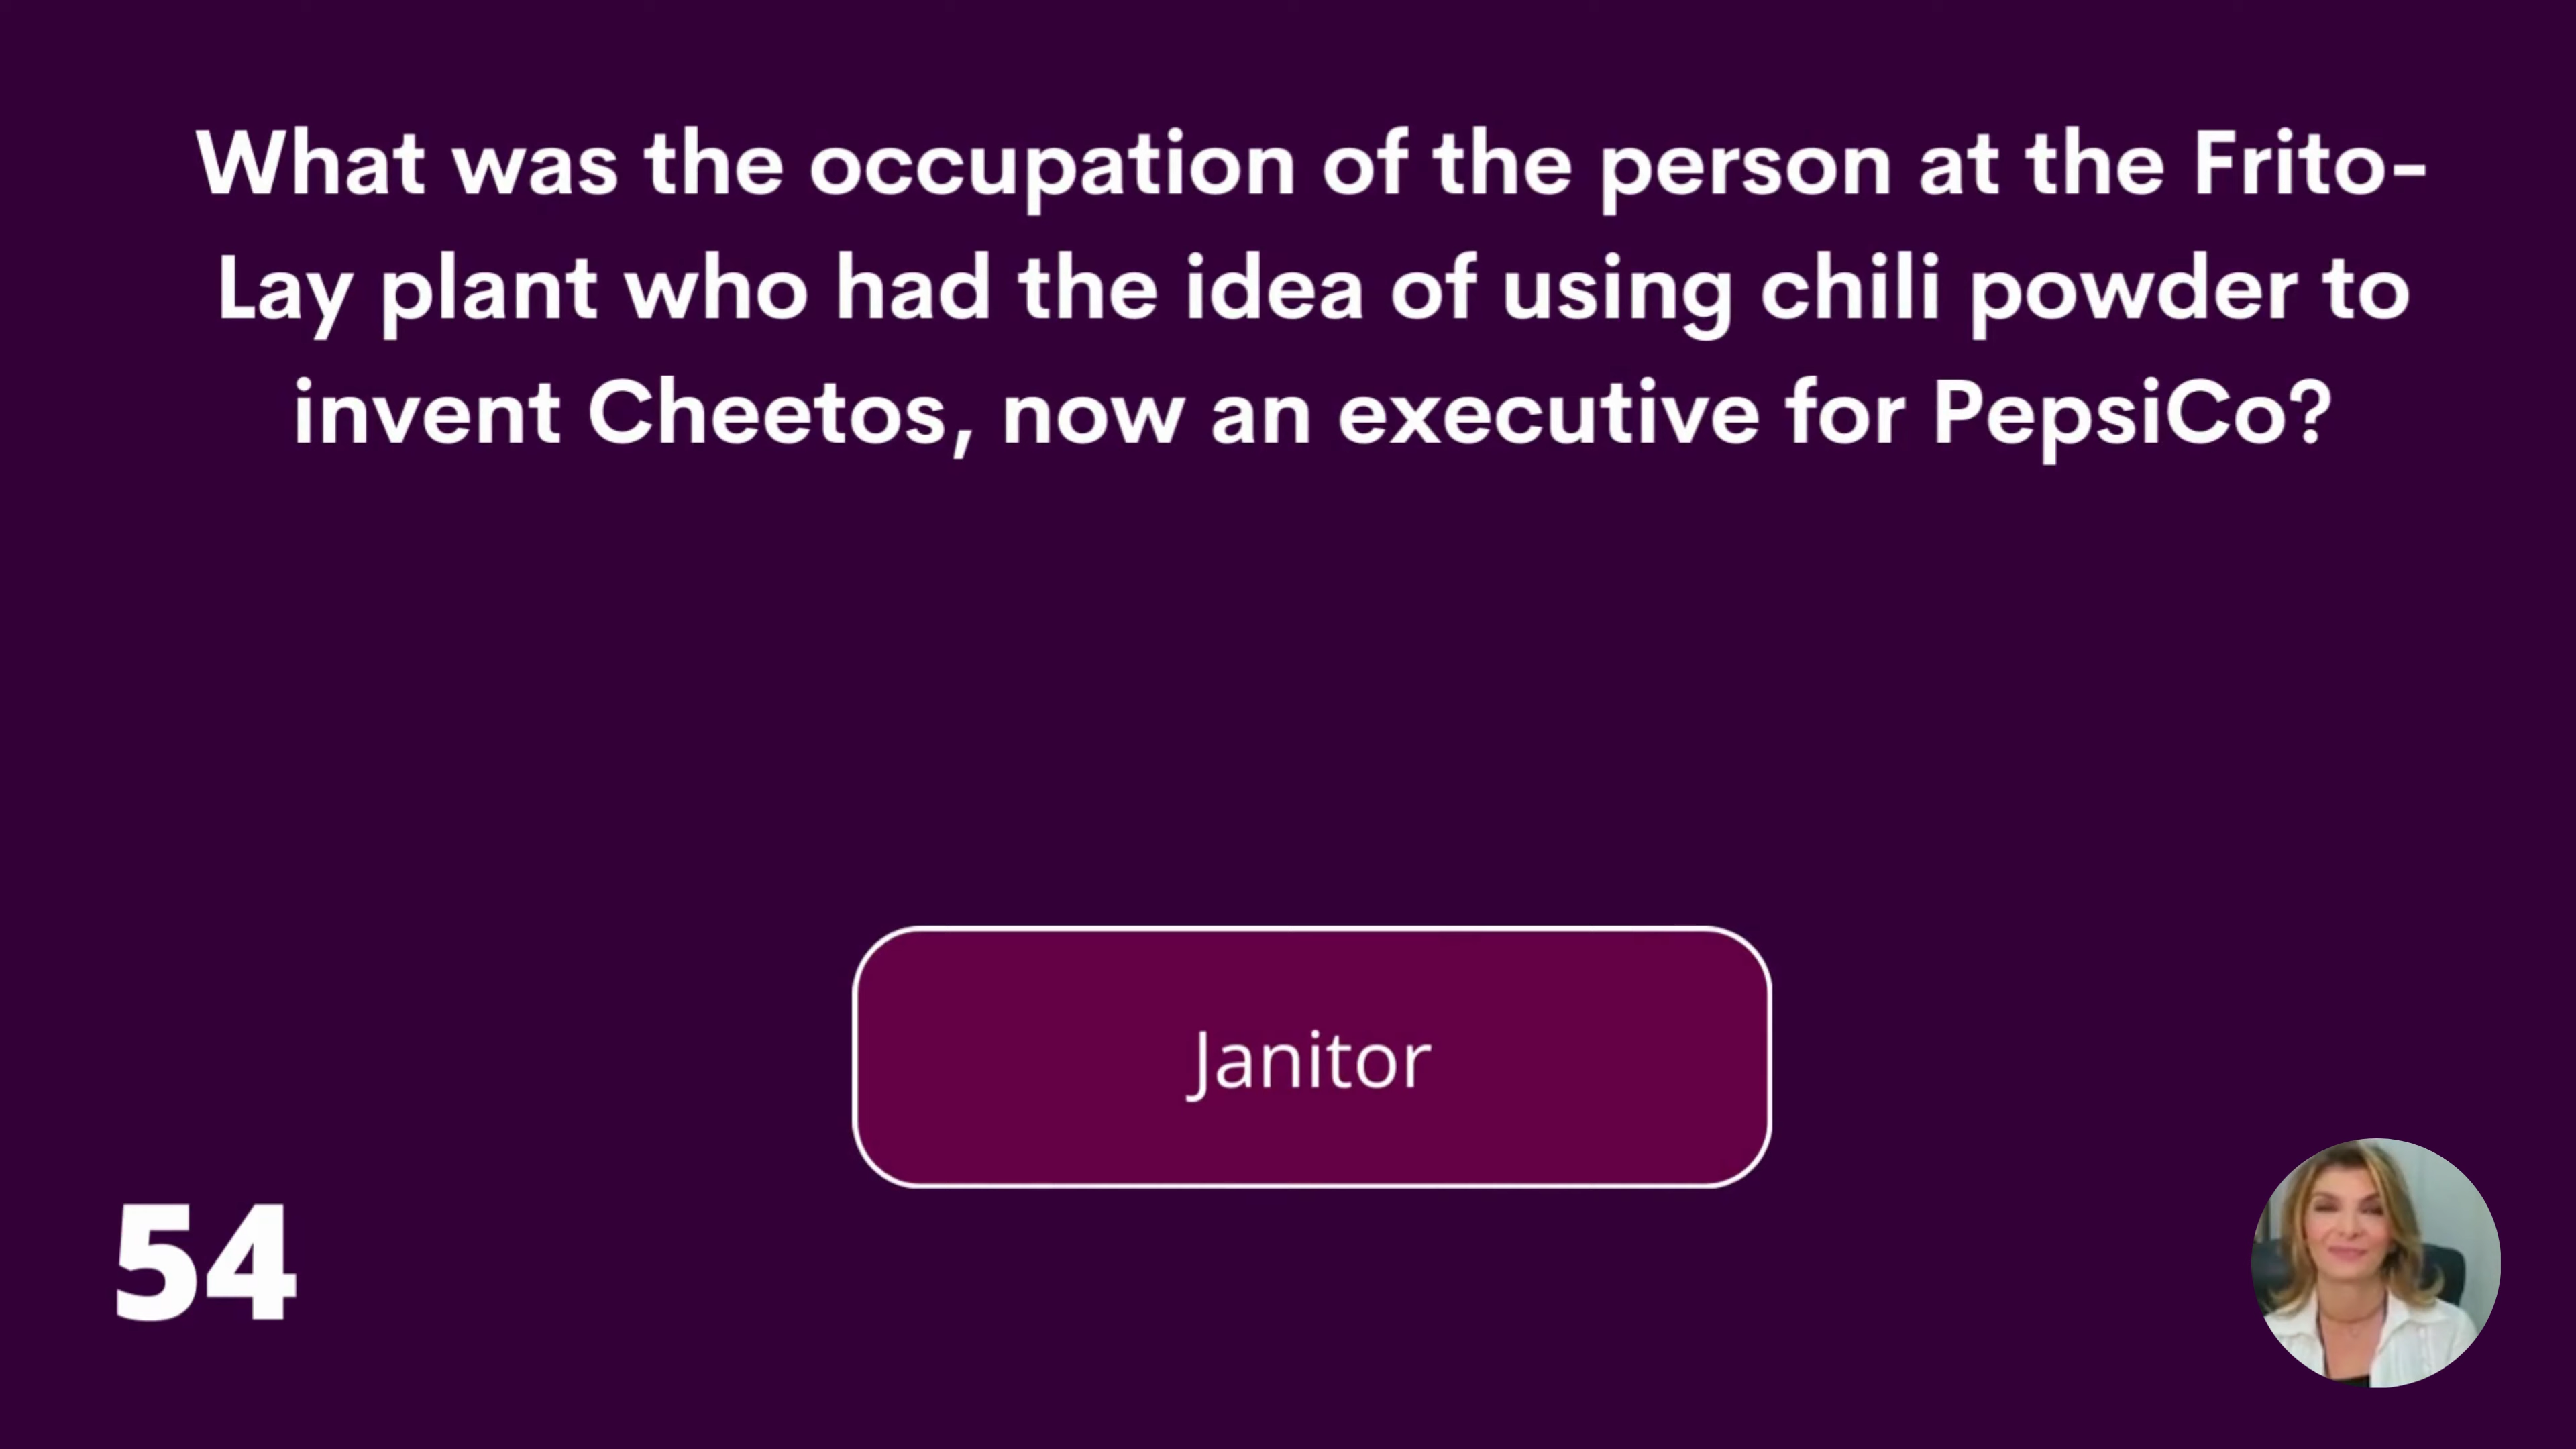 What was the occupation of the person at the Frito-
Lay plant who had the idea of using chili powder to
invent Cheetos, now an executive for PepsiCo?
Janitor
54